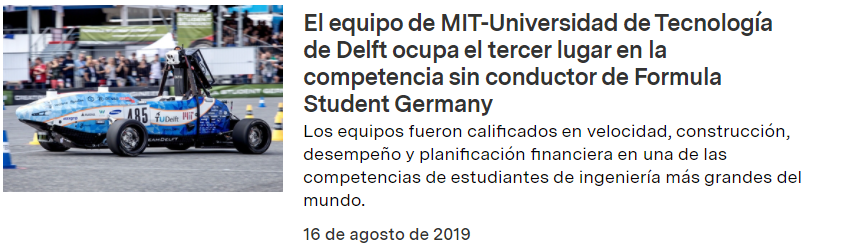 El equipo de MIT-Universidad de Tecnología
de Delft ocupa el tercer lugar en la
competencia sin conductor de Formula
Student Germany
Los equipos fueron calificados en velocidad, construcción,
desempeño y planificación financiera en una de las
competencias de estudiantes de ingeniería más grandes del
mundo.
16 de agosto de 2019
485
TUDelft